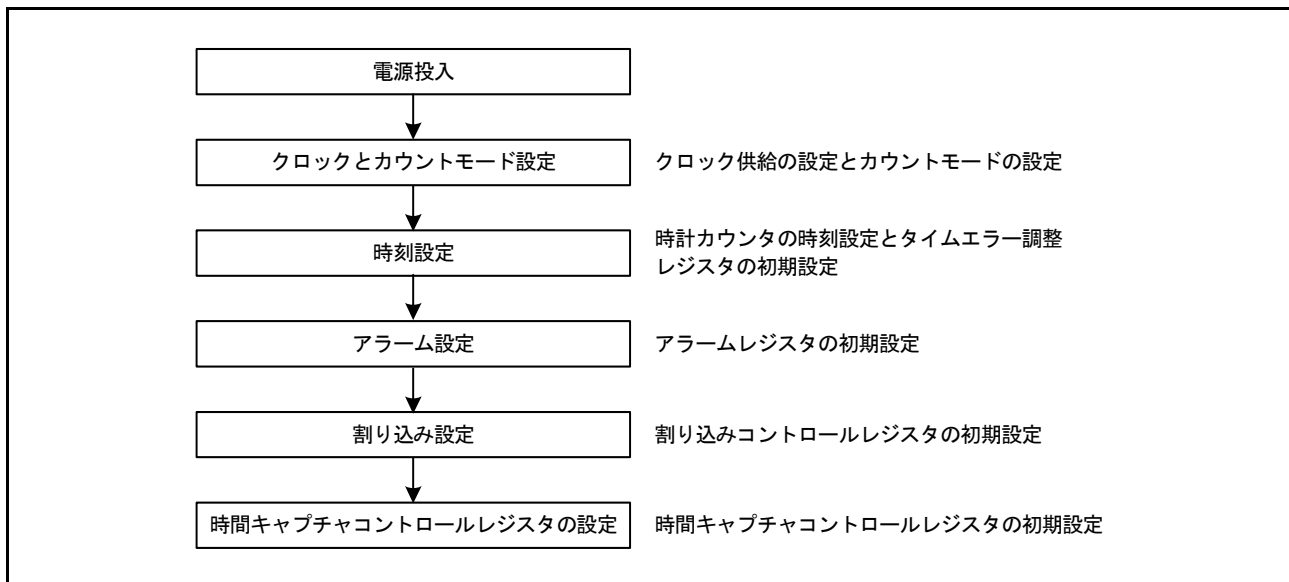 電源投入
クロックとカウントモード設定
クロック供給の設定とカウントモードの設定
時刻設定
時計カウンタの時刻設定とタイムエラー調整
レジスタの初期設定
アラーム設定
アラームレジスタの初期設定
割り込み設定
割り込みコントロールレジスタの初期設定
時間キャプチャコントロールレジスタの設定
時間キャプチャコントロールレジスタの初期設定